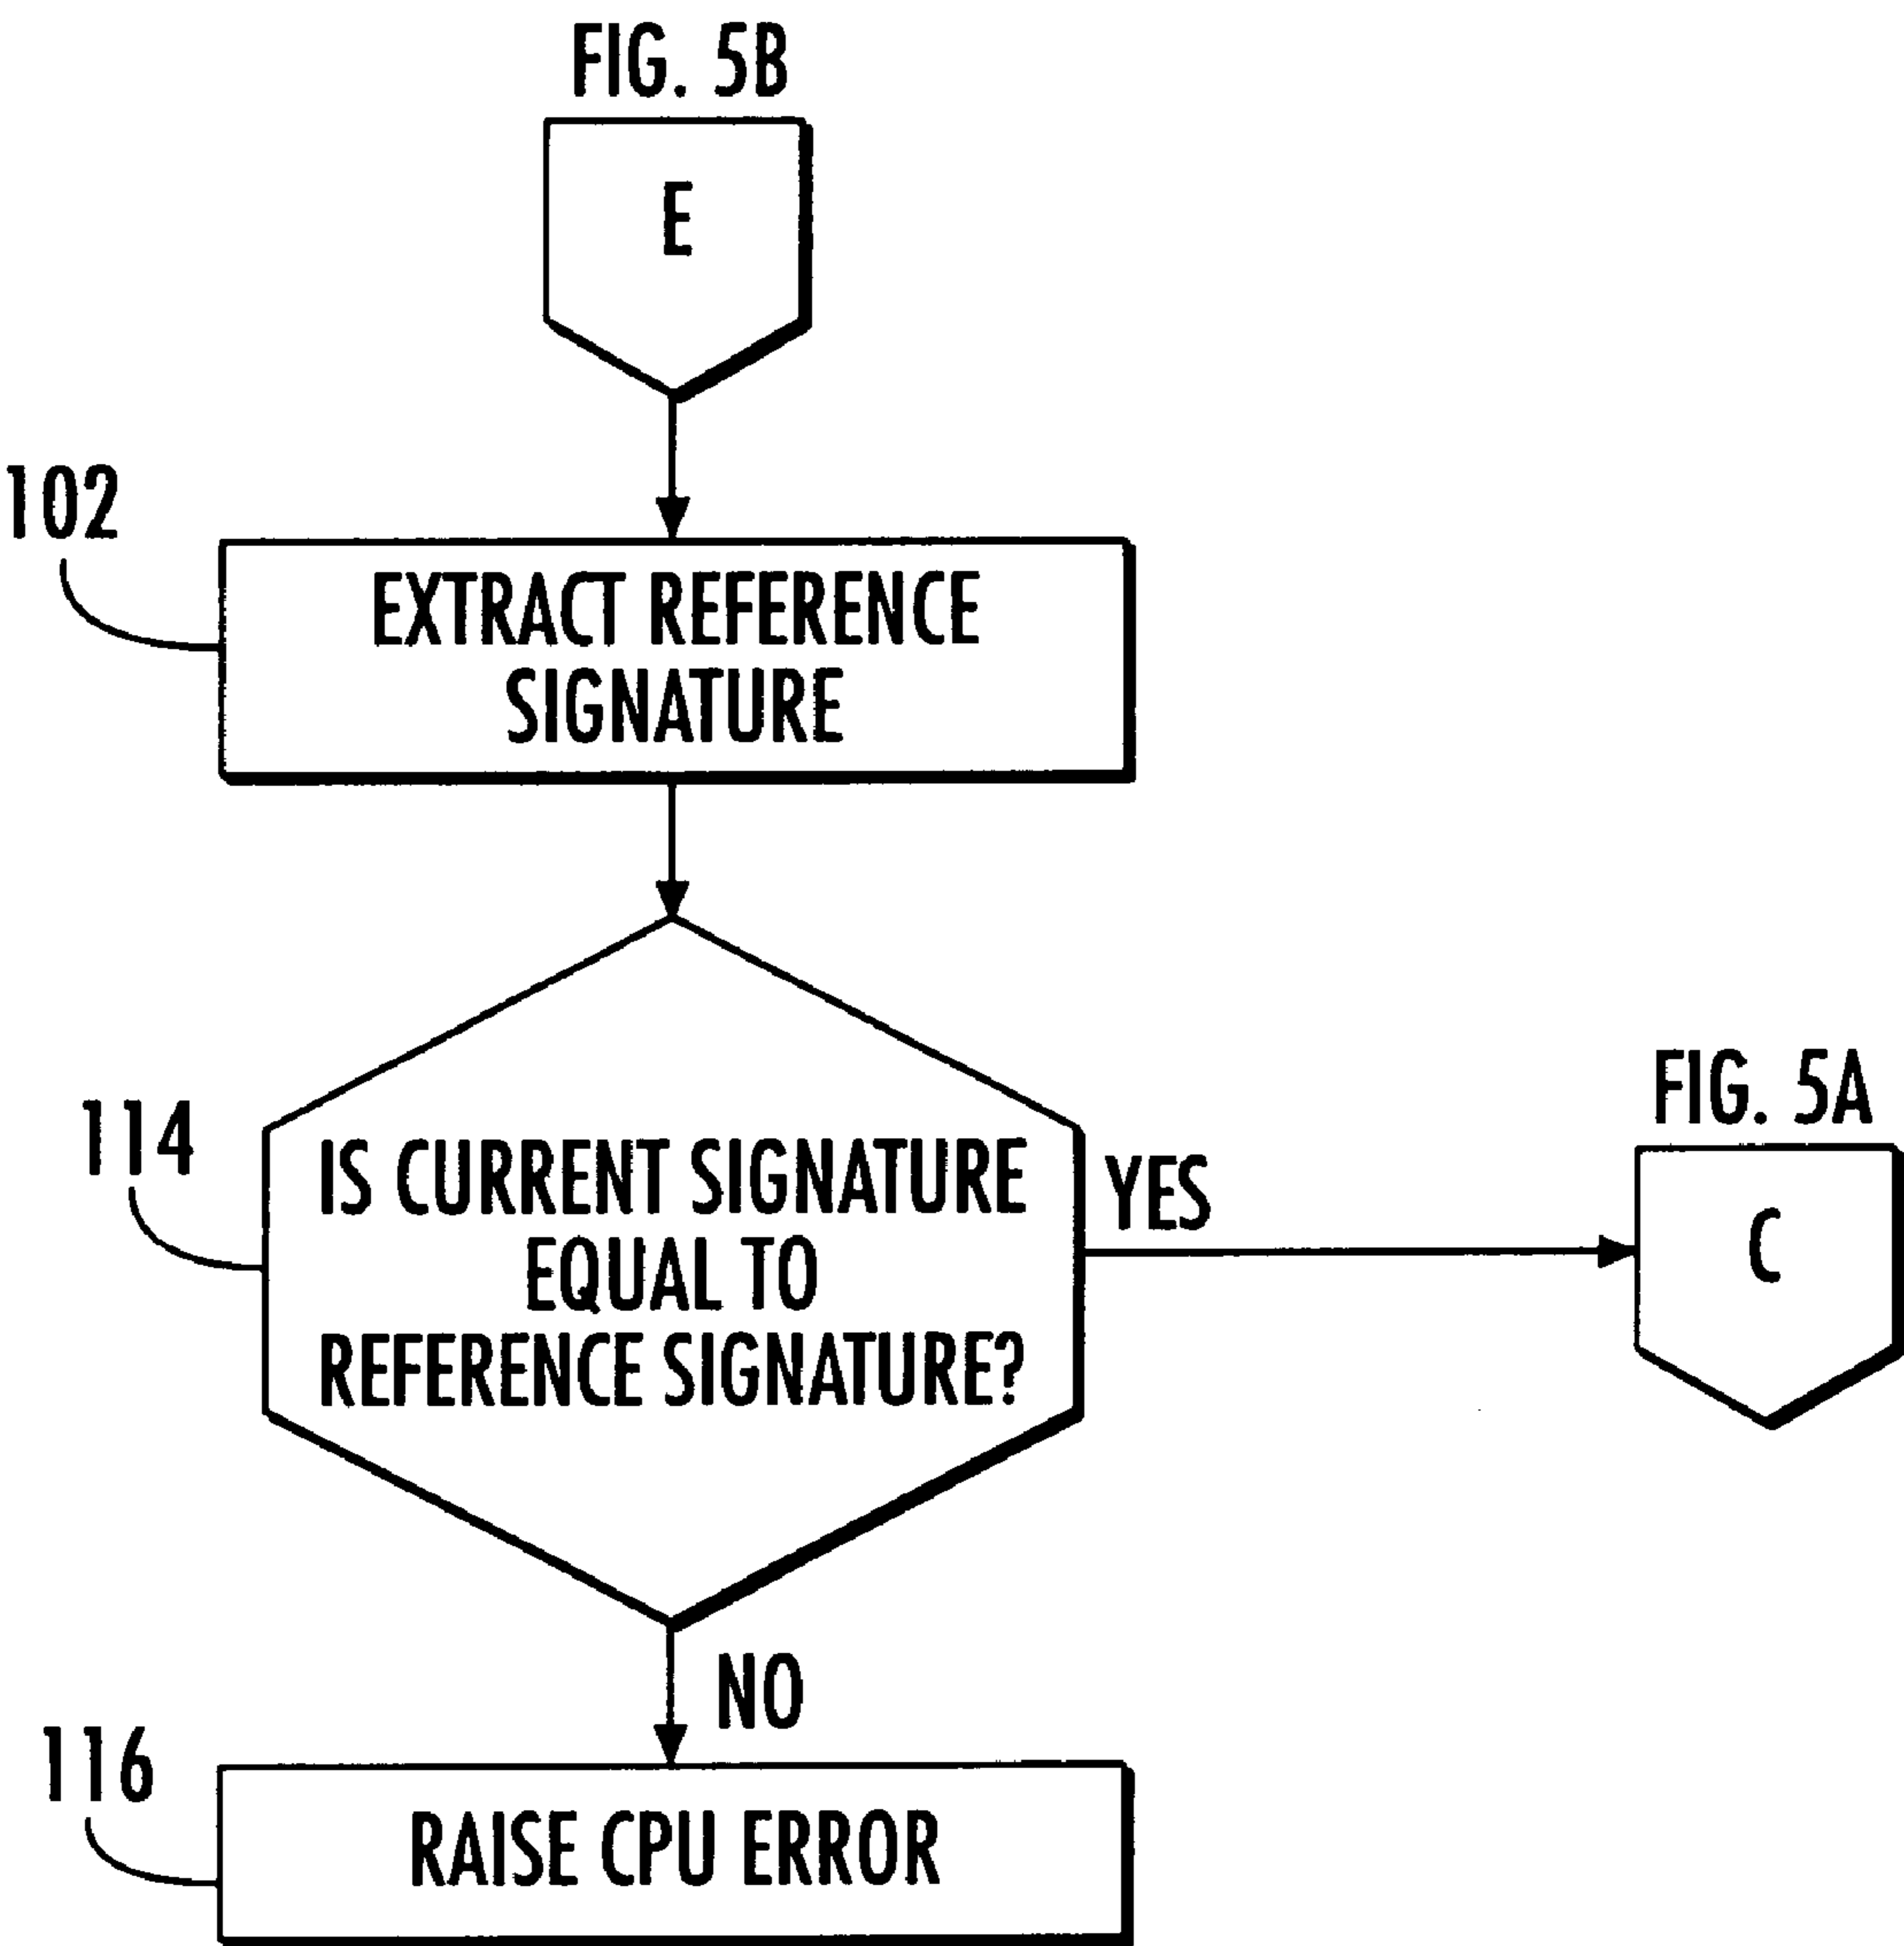 FIG. 5B
E
102
EXTRACT REFERENCE
SIGNATURE
114
IS CURRENT SIGNATURE
EQUAL TO
REFERENCE SIGNATURE?
YES
FIG. 5A
C
NO
116
RAISE CPU ERROR